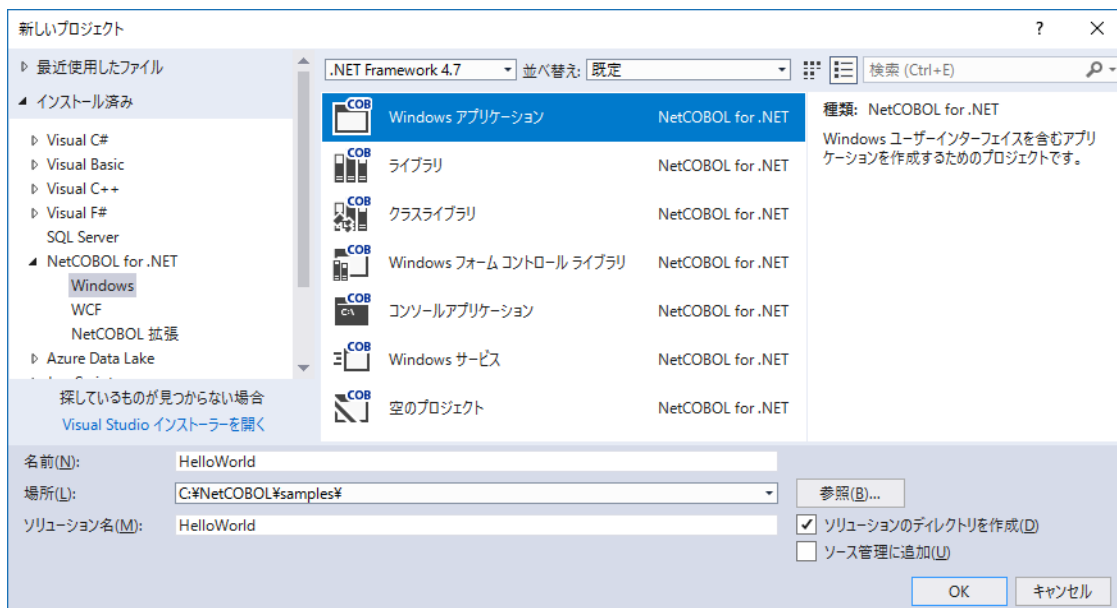 新しいプロジェクト
?
最近使用したファイル
インストール済み
Visual C#
Visual Basic
Visual C++
Visual F#
SQL Server
NetCOBOL for .NET
Windows
WCF
NetCOBOL 拡張
Azure Data Lake
探しているものが見つからない場合
Visual Studio インストーラーを開く
.NET Framework 4.7 並べ替え: 既定
検索 (Ctrl+E)
COB Windows アプリケーション NetCOBOL for .NET
COB ライブラリ NetCOBOL for .NET
COB クラスライブラリ NetCOBOL for .NET
COB Windows フォーム コントロール ライブラリ NetCOBOL for .NET
COB C:\ コンソールアプリケーション NetCOBOL for .NET
COB Windows サービス NetCOBOL for .NET
COB 空のプロジェクト NetCOBOL for .NET
種類: NetCOBOL for .NET
Windows ユーザーインターフェイスを含むアプリ
ケーションを作成するためのプロジェクトです。
名前(N): HelloWorld
場所(L): C:¥NetCOBOL¥samples¥ 参照(B)...
ソリューション名(M): HelloWorld
ソリューションのディレクトリを作成(D)
ソース管理に追加(U)
OK キャンセル